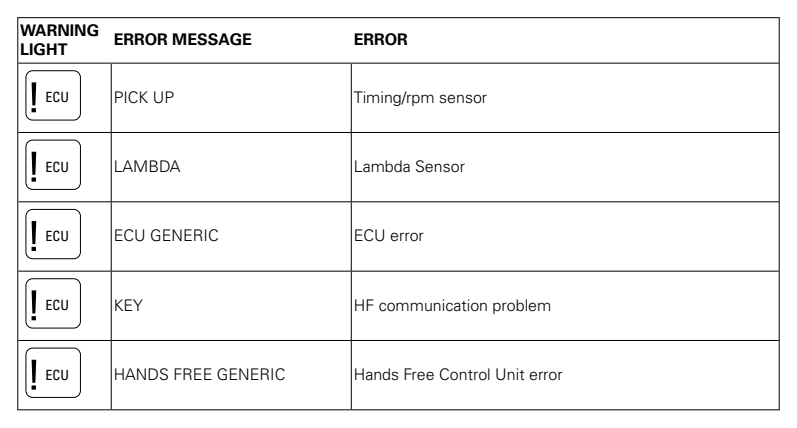 WARNING LIGHT ERROR MESSAGE ERROR
! ECU PICK UP Timing/rpm sensor
! ECU LAMBDA Lambda Sensor
! ECU ECU GENERIC ECU error
! ECU KEY HF communication problem
! ECU HANDS FREE GENERIC Hands Free Control Unit error